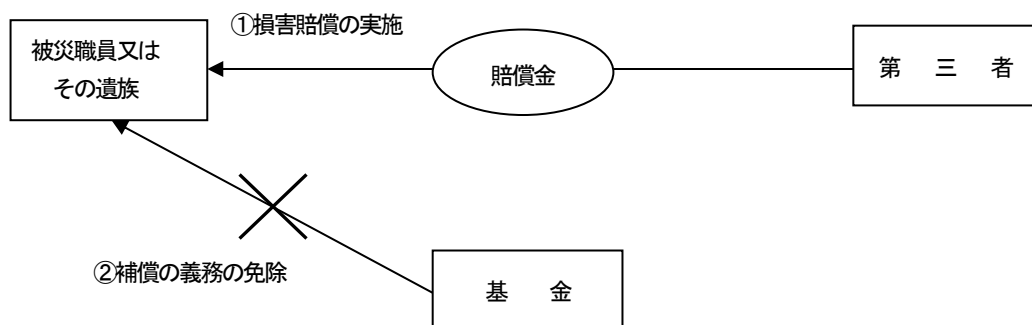 ①損害賠償の実施
被災職員又は
その遺族
賠償金
第 三 者
②補償の義務の免除
基 金